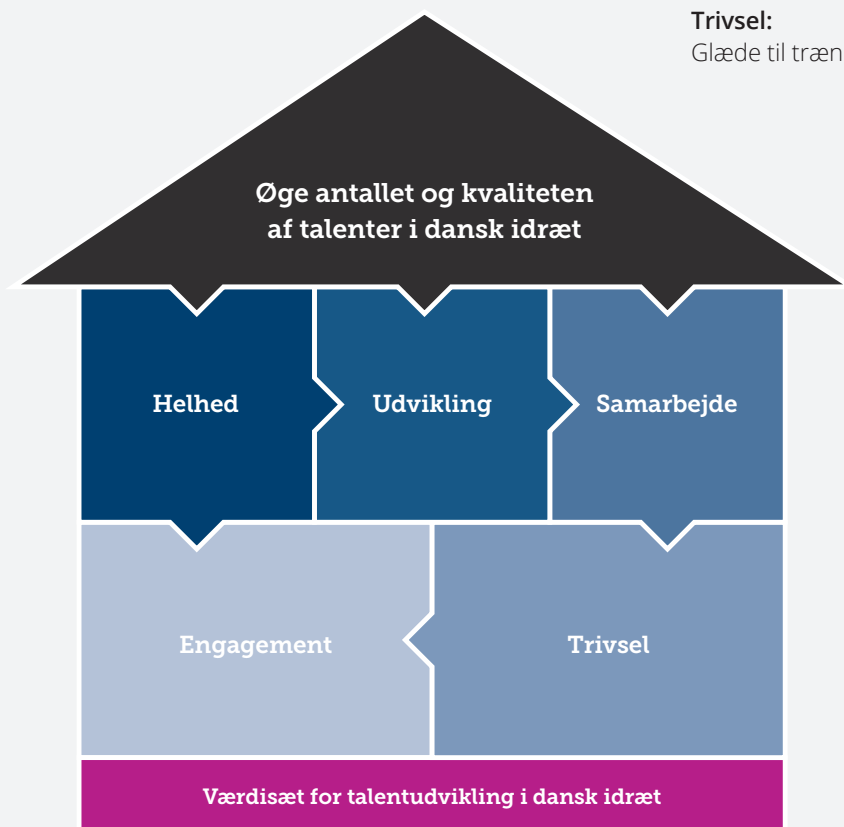 Trivsel:
Glæde til træn
Øge antallet og kvaliteten
af talenter i dansk idræt
Helhed
Udvikling
Samarbejde
Engagement
Trivsel
Værdisæt for talentudvikling i dansk idræt